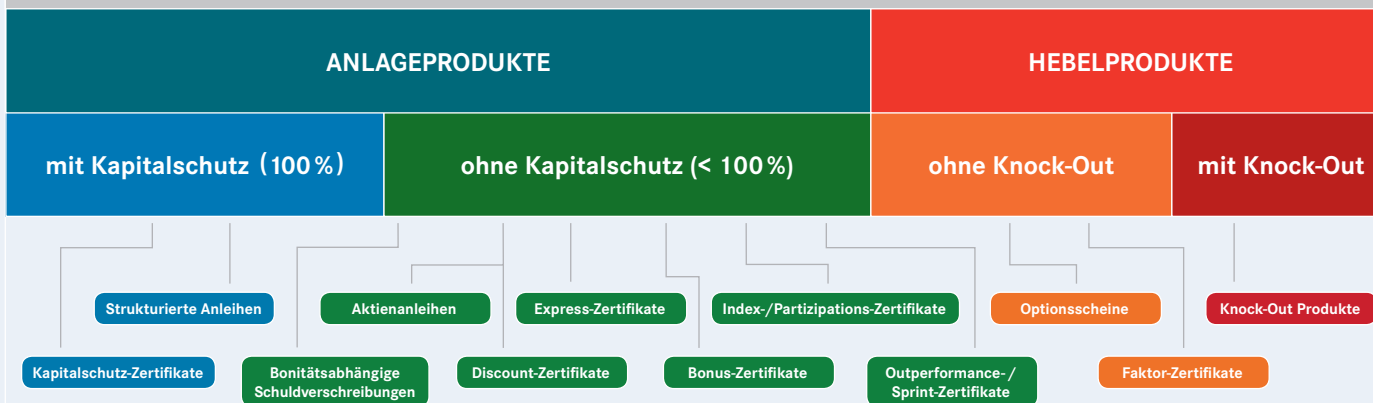 ANLAGEPRODUKTE
HEBELPRODUKTE
mit Kapitalschutz (100 %)
ohne Kapitalschutz (< 100 %)
ohne Knock-Out
mit Knock-Out
Strukturierte Anleihen
Aktienanleihen
Express-Zertifikate
Index-/Partizipations-Zertifikate
Optionsscheine
Knock-Out Produkte
Kapitalschutz-Zertifikate
Bonitätsabhängige
Schuldverschreibungen
Discount-Zertifikate
Bonus-Zertifikate
Outperformance-/
Sprint-Zertifikate
Faktor-Zertifikate